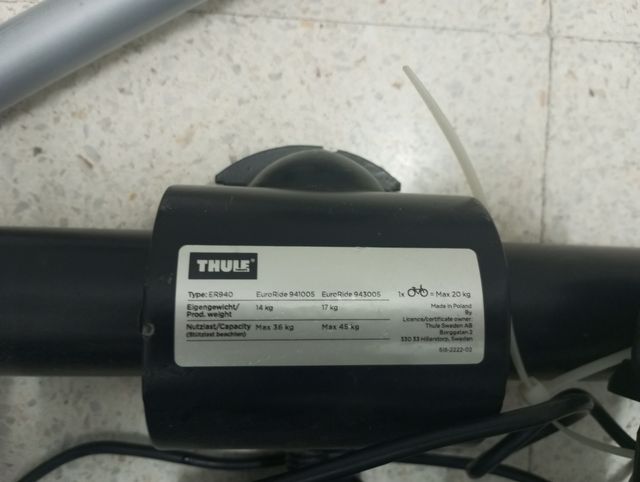 THULE®
Type: ER940 EuroRide 941005 EuroRide 943005 1x = Max 20 kg
Eigengewicht/ 14 kg 17 kg
Prod. weight
Nutzlast/Capacity Max 36 kg Max 45 kg
(Stützlast beachten)
Made in Poland
By
Licence/certificate owner:
Thule Sweden AB
Borggatan 2
330 33 Hillerstorp, Sweden
515-2222-02